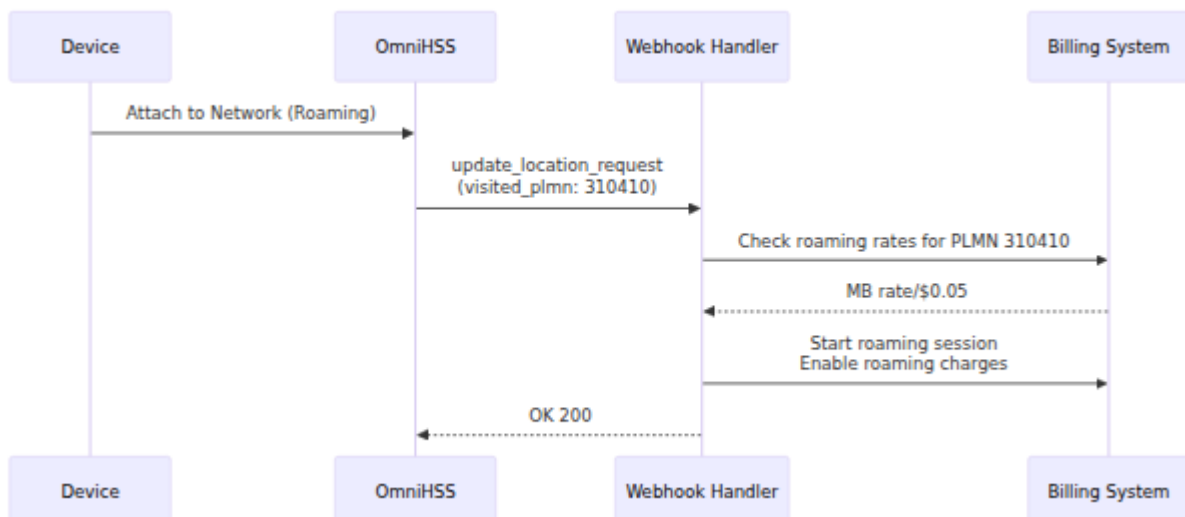 Device
OmniHSS
Webhook Handler
Billing System
Attach to Network (Roaming)
update_location_request
(visited_plmn: 310410)
Check roaming rates for PLMN 310410
MB rate/$0.05
Start roaming session
Enable roaming charges
OK 200
Device
OmniHSS
Webhook Handler
Billing System